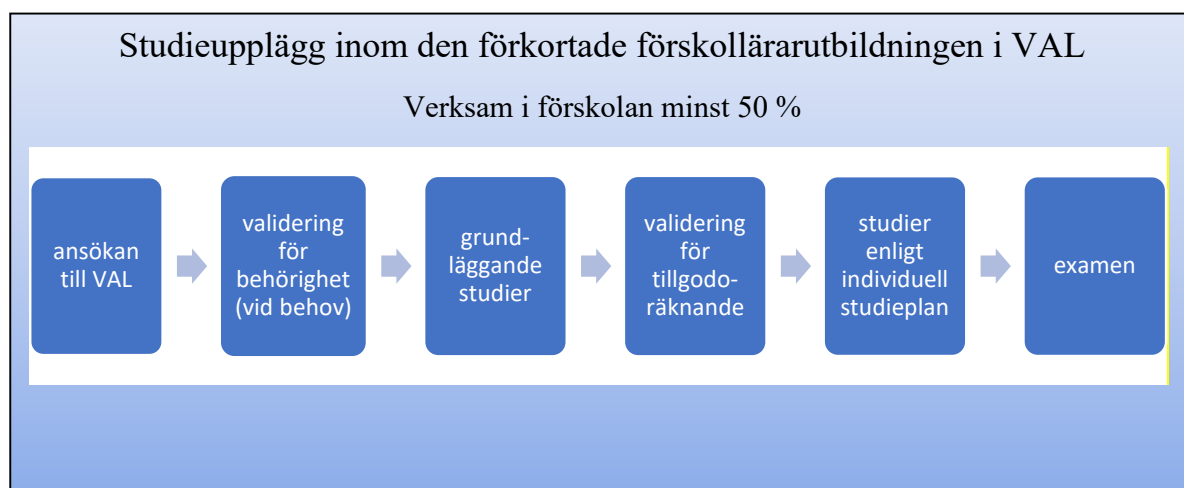 Studieupplägg inom den förkortade förskollärarutbildningen i VAL
Verksam i förskolan minst 50 %
ansökan
till VAL
validering
för
behörighet
(vid behov)
grund-
läggande
studier
validering
för
tillgodo-
räknande
studier
enligt
individuell
studieplan
examen